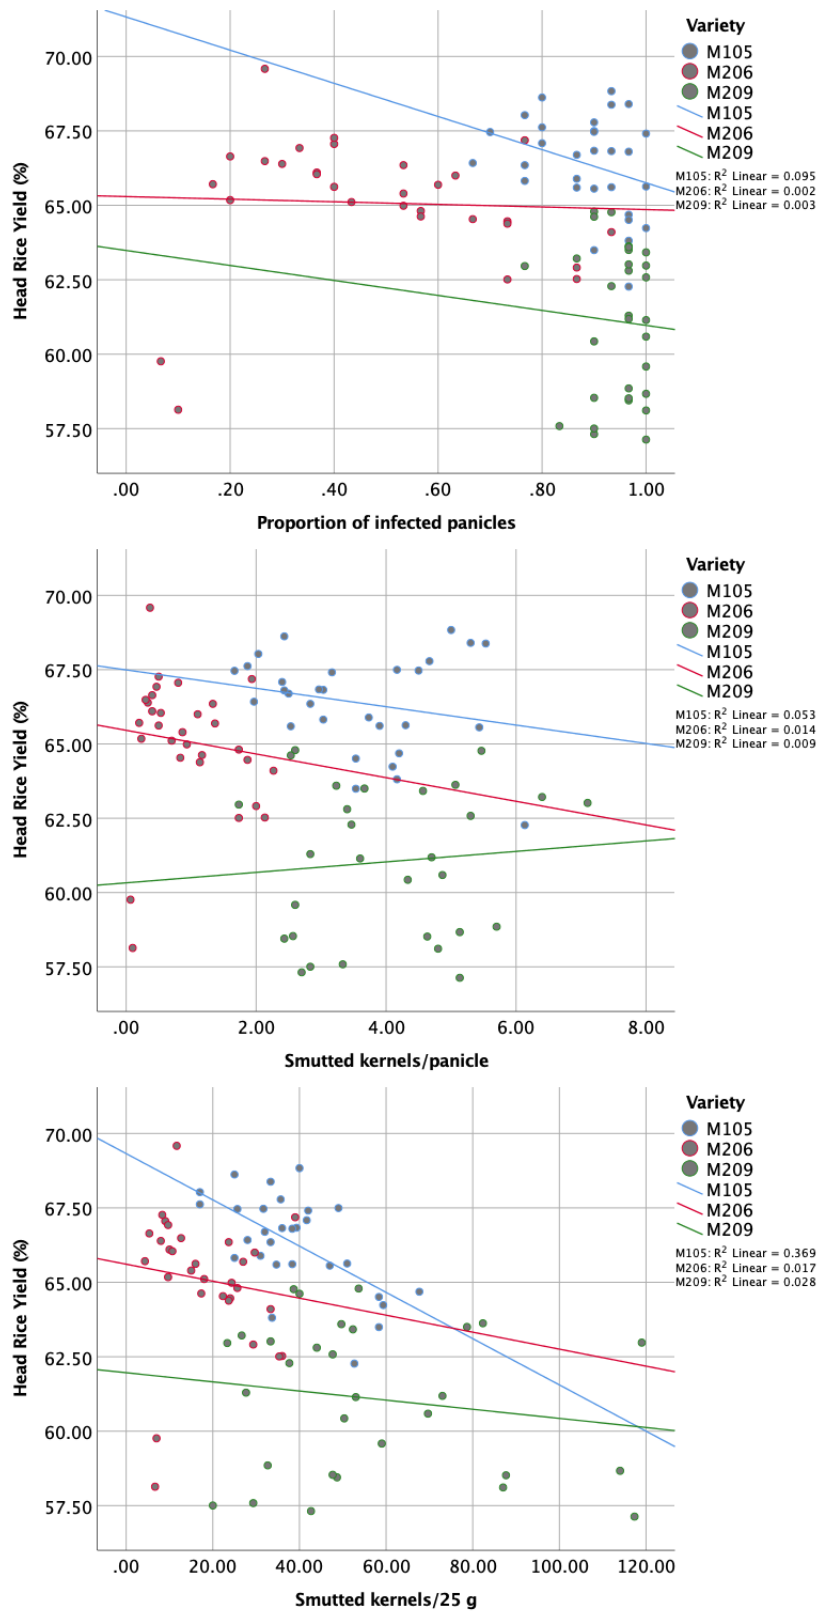 Variety
M105
M206
M209
M105
M206
M209
M105: R² Linear = 0.095
M206: R² Linear = 0.002
M209: R² Linear = 0.003
Head Rice Yield (%)
70.00
67.50
65.00
62.50
60.00
57.50
.00 .20 .40 .60 .80 1.00
Proportion of infected panicles
Variety
M105
M206
M209
M105
M206
M209
M105: R² Linear = 0.053
M206: R² Linear = 0.014
M209: R² Linear = 0.009
Head Rice Yield (%)
70.00
67.50
65.00
62.50
60.00
57.50
.00 2.00 4.00 6.00 8.00
Smutted kernels/panicle
Variety
M105
M206
M209
M105
M206
M209
M105: R² Linear = 0.369
M206: R² Linear = 0.017
M209: R² Linear = 0.028
Head Rice Yield (%)
70.00
67.50
65.00
62.50
60.00
57.50
.00 20.00 40.00 60.00 80.00 100.00 120.00
Smutted kernels/25 g